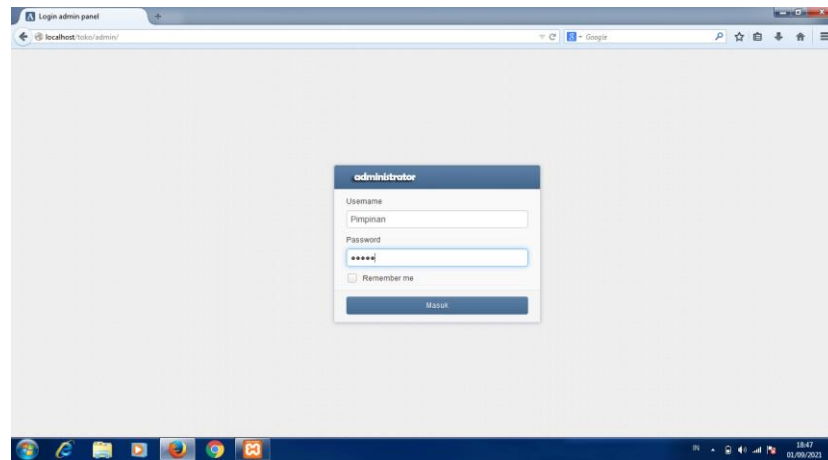 Login admin panel
localhost/toko/admin/
Google
administrator
Username
Pimpinan
Password
Remember me
Masuk
IN
18:47
01/09/2021